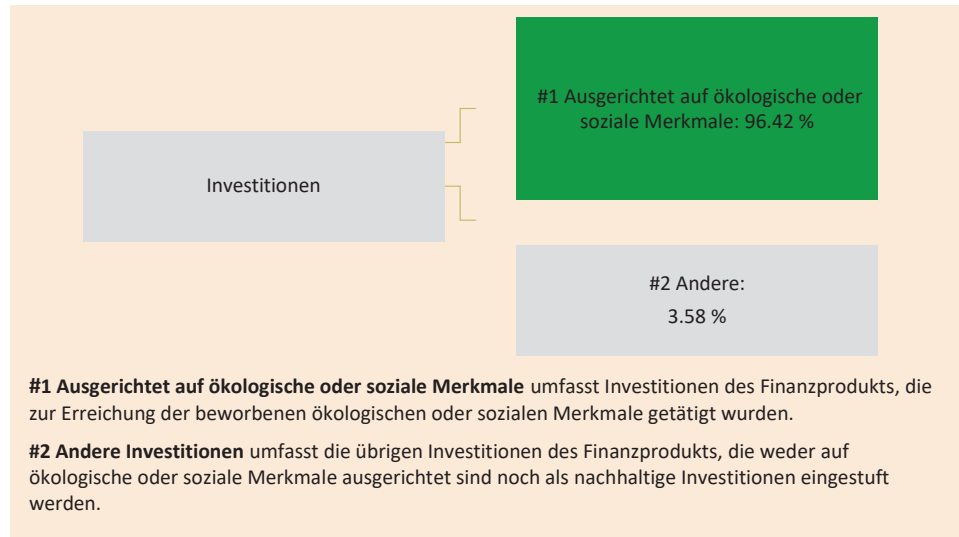 #1 Ausgerichtet auf ökologische oder
soziale Merkmale: 96.42 %
Investitionen
#2 Andere:
3.58 %
#1 Ausgerichtet auf ökologische oder soziale Merkmale umfasst Investitionen des Finanzprodukts, die
zur Erreichung der beworbenen ökologischen oder sozialen Merkmale getätigt wurden.
#2 Andere Investitionen umfasst die übrigen Investitionen des Finanzprodukts, die weder auf
ökologische oder soziale Merkmale ausgerichtet sind noch als nachhaltige Investitionen eingestuft
werden.